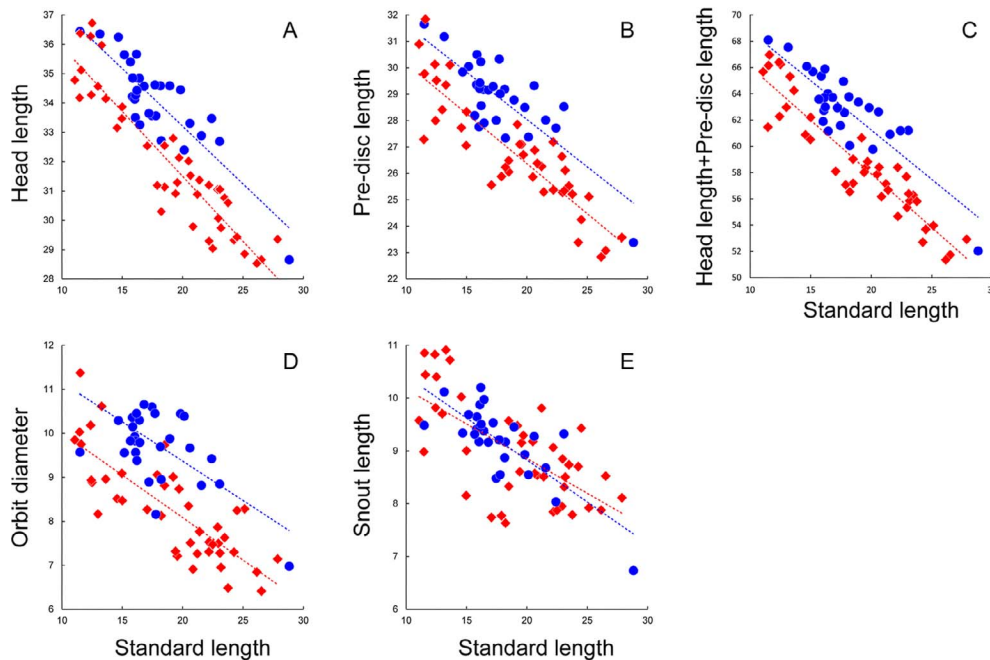 A
Head length
37
36
35
34
33
32
31
30
29
28
10 15 20 25 30
B
Pre-disc length
32
31
30
29
28
27
26
25
24
23
22
10 15 20 25 30
C
Head length+Pre-disc length
70
68
66
64
62
60
58
56
54
52
50
10 15 20 25
Standard length
D
Orbit diameter
12
11
10
9
8
7
6
10 15 20 25 30
Standard length
E
Snout length
11
10
9
8
7
6
10 15 20 25 30
Standard length